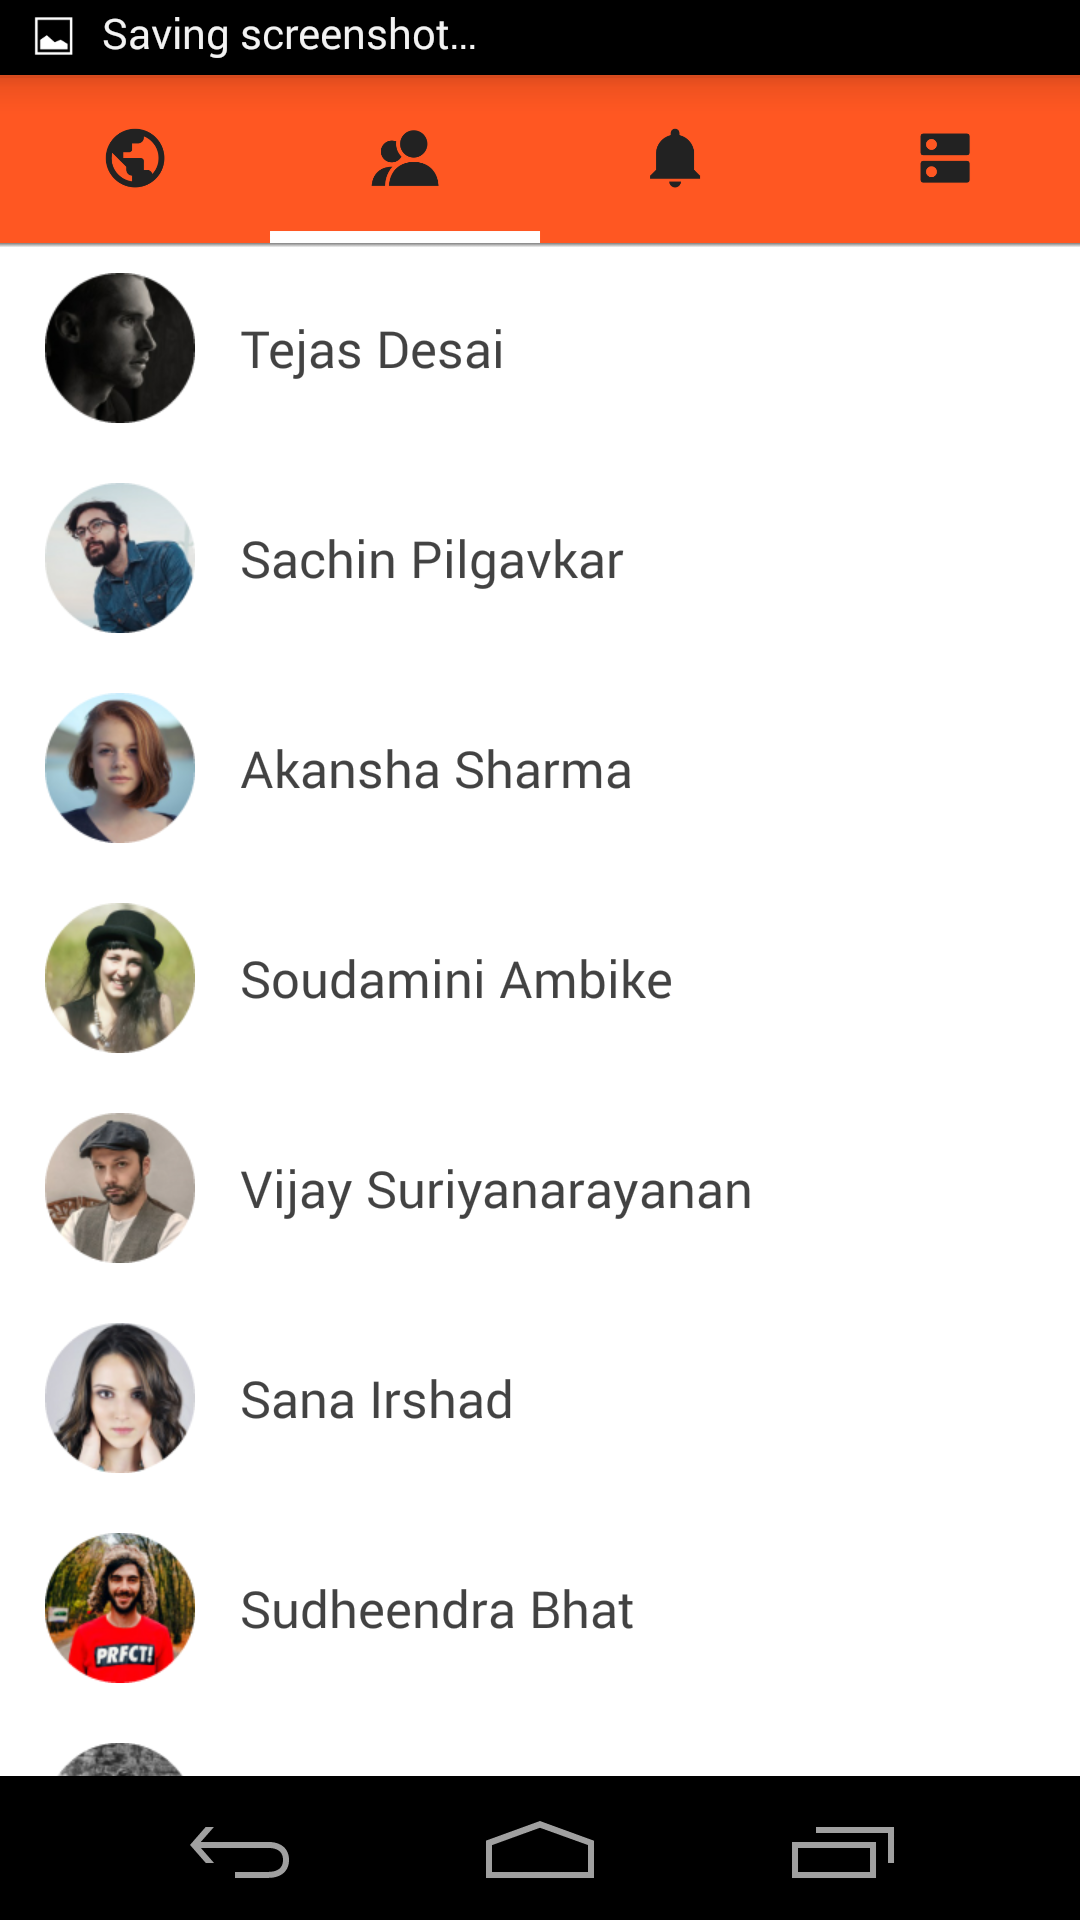 Saving screenshot...
Tejas Desai
Sachin Pilgavkar
Akansha Sharma
Soudamini Ambike
Vijay Suriyanarayanan
Sana Irshad
Sudheendra Bhat
PRFCT!